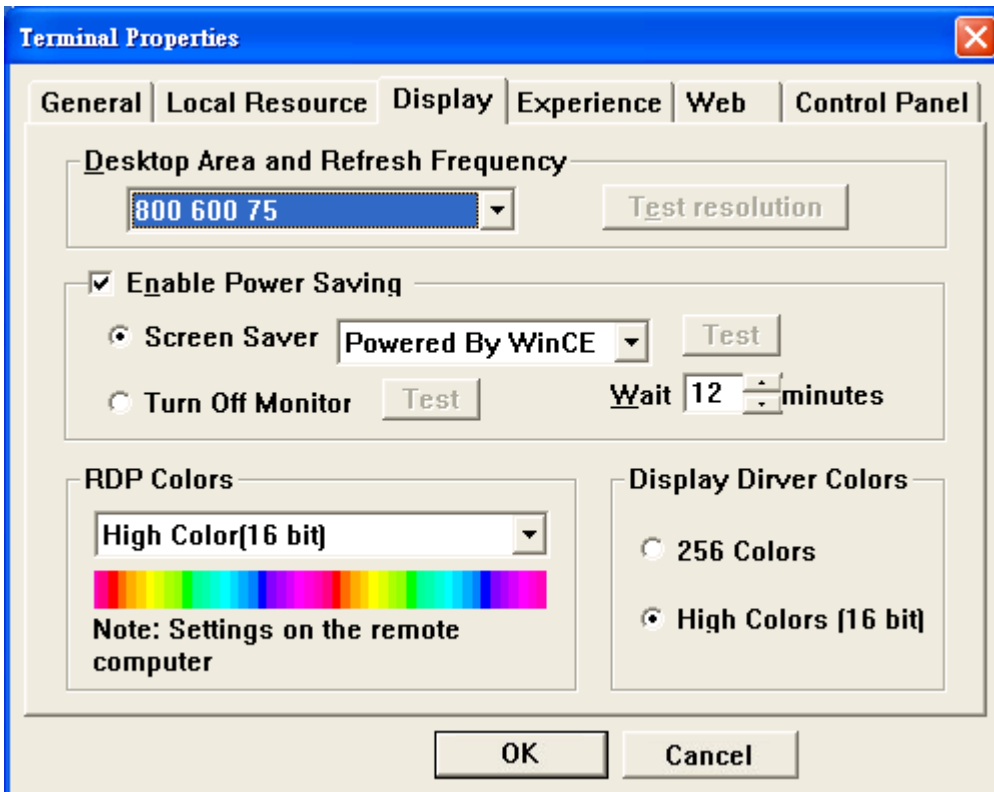 Terminal Properties
General Local Resource Display Experience Web Control Panel
Desktop Area and Refresh Frequency
800 600 75 Test resolution
Enable Power Saving
Screen Saver Powered By WinCE Test
Turn Off Monitor Test Wait 12 minutes
RDP Colors
High Color(16 bit)
Note: Settings on the remote
computer
Display Dirver Colors
256 Colors
High Colors (16 bit)
OK Cancel